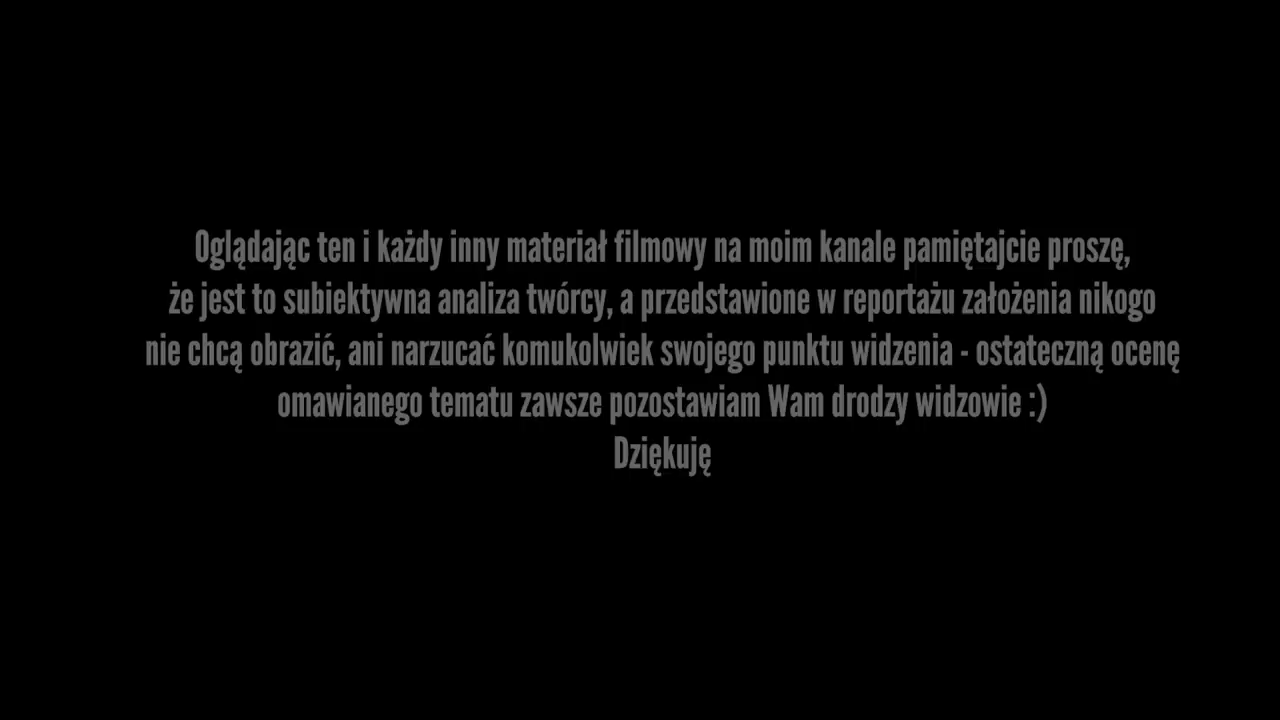 Oglądając ten i każdy inny materiał filmowy na moim kanale pamiętajcie proszę,
że jest to subiektywna analiza twórcy, a przedstawione w reportażu założenia nikogo
nie chcą obrazić, ani narzucać komukolwiek swojego punktu widzenia - ostateczną ocenę
omawianego tematu zawsze pozostawiam Wam drodzy widzowie :)
Dziękuję